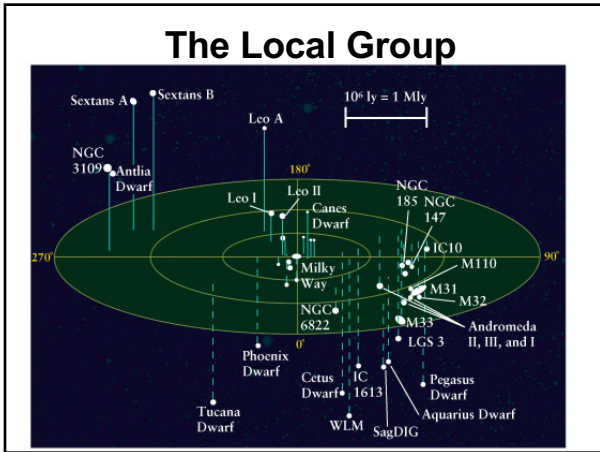 The Local Group
Sextans A
Sextans B
10⁶ ly = 1 Mly
Leo A
NGC
3109
Antlia
Dwarf
180°
Leo I
Leo II
Canes
Dwarf
NGC
185
NGC
147
IC10
270°
90°
Milky
Way
M110
M31
M32
NGC
6822
M33
Andromeda
II, III, and I
LGS 3
0°
Phoenix
Dwarf
Cetus
Dwarf
IC
1613
Pegasus
Dwarf
Tucana
Dwarf
Aquarius Dwarf
WLM
SagDIG